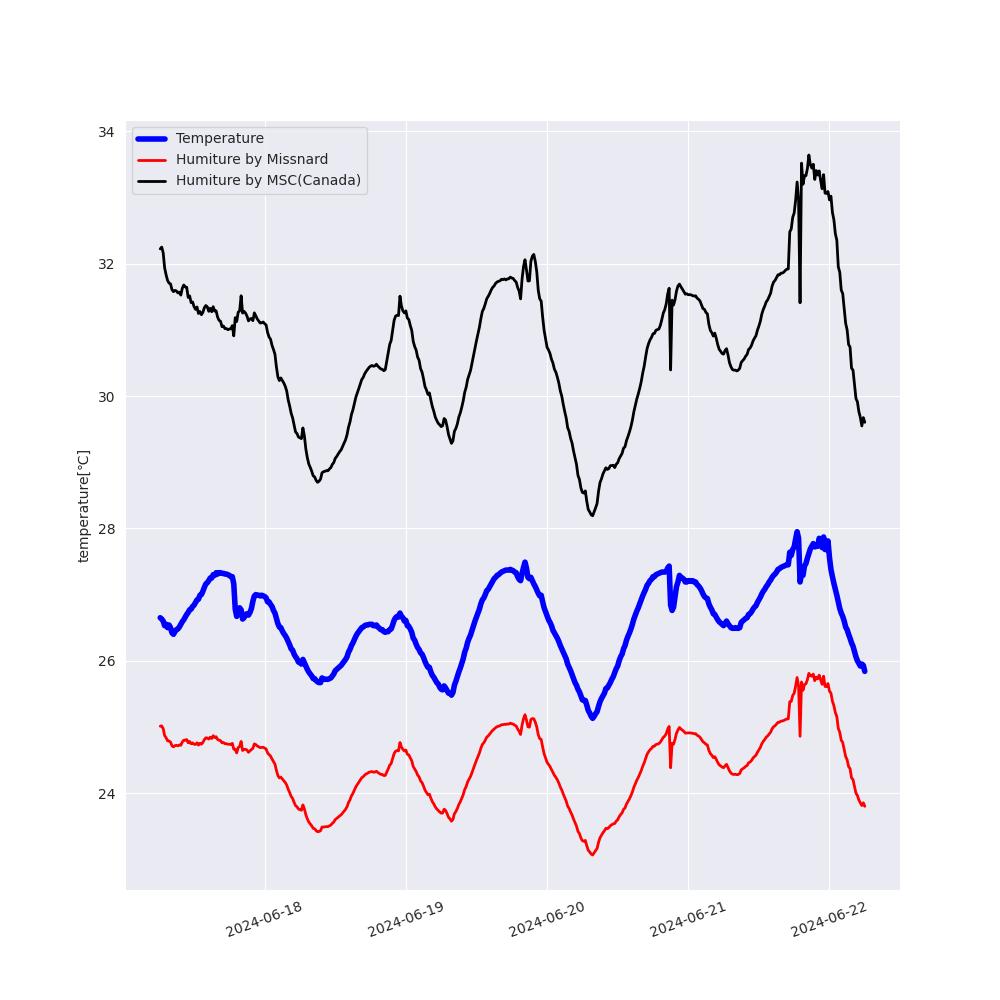 34
Temperature
Humiture by Missnard
Humiture by MSC(Canada)
32
30
temperature[℃]
28
26
24
2024-06-18
2024-06-19
2024-06-20
2024-06-21
2024-06-22